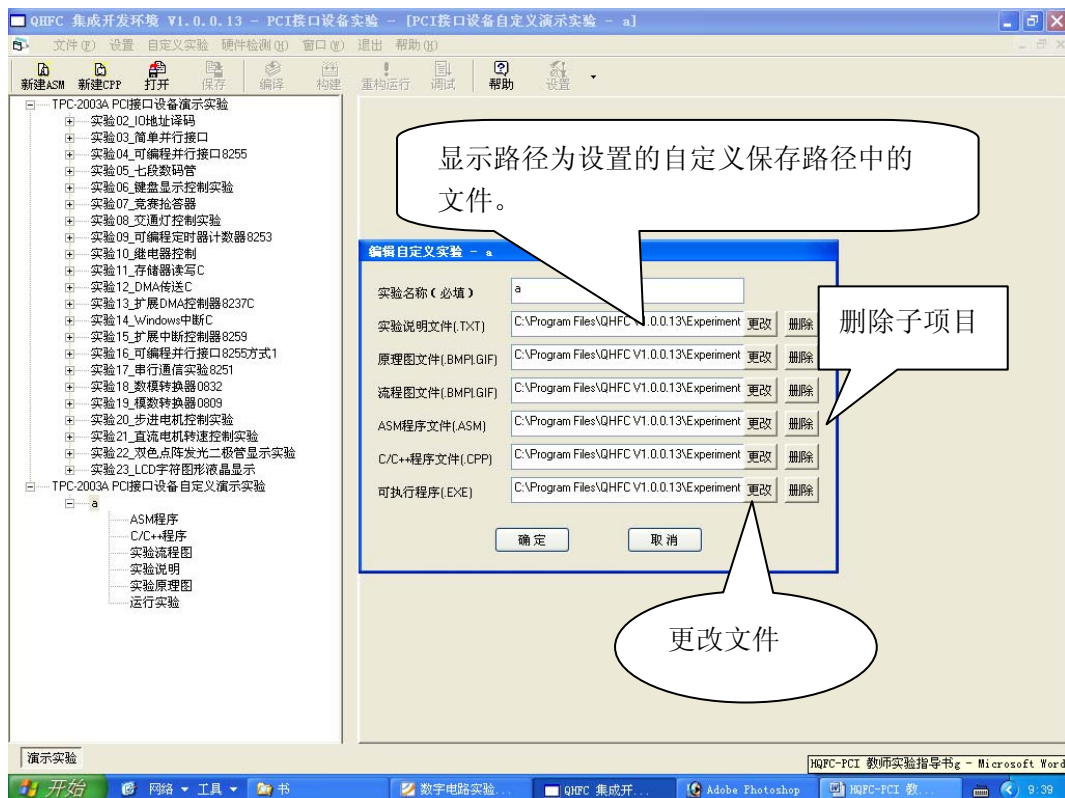 QHFC 集成开发环境 V1.0.0.13 - PCI接口设备实验 - [PCI接口设备自定义演示实验 - a]
文件(F) 设置 自定义实验 硬件检测(H) 窗口(W) 退出 帮助(H)
新建ASM 新建CPP 打开 保存 编译 构建 重构运行 调试 帮助 设置
TPC-2003A PCI接口设备演示实验
实验02_IO地址译码
实验03_简单并行接口
实验04_可编程并行接口8255
实验05_七段数码管
实验06_键盘显示控制实验
实验07_竞赛抢答器
实验08_交通灯控制实验
实验09_可编程定时器计数器8253
实验10_继电器控制
实验11_存储器读写C
实验12_DMA传送C
实验13_扩展DMA控制器8237C
实验14_Windows中断C
实验15_扩展中断控制器8259
实验16_可编程并行接口8255方式1
实验17_串行通信实验8251
实验18_数模转换器0832
实验19_模数转换器0809
实验20_步进电机控制实验
实验21_直流电机转速控制实验
实验22_双色点阵发光二极管显示实验
实验23_LCD字符图形液晶显示
TPC-2003A PCI接口设备自定义演示实验
a
ASM程序
C/C++程序
实验流程图
实验说明
实验原理图
运行实验
显示路径为设置的自定义保存路径中的
文件。
编辑自定义实验 - a
实验名称(必填) a
实验说明文件(.TXT) C:\Program Files\QHFC V1.0.0.13\Experiment 更改 删除
原理图文件(.BMP|.GIF) C:\Program Files\QHFC V1.0.0.13\Experiment 更改 删除
流程图文件(.BMP|.GIF) C:\Program Files\QHFC V1.0.0.13\Experiment 更改 删除
ASM程序文件(.ASM) C:\Program Files\QHFC V1.0.0.13\Experiment 更改 删除
C/C++程序文件(.CPP) C:\Program Files\QHFC V1.0.0.13\Experiment 更改 删除
可执行程序(.EXE) C:\Program Files\QHFC V1.0.0.13\Experiment 更改 删除
确定 取消
删除子项目
更改文件
演示实验
HQFC-PCI 教师实验指导书g - Microsoft Word
开始 网络 工具 书 数字电路实验... QHFC 集成开... Adobe Photoshop HQFC-PCI 教... 9:39